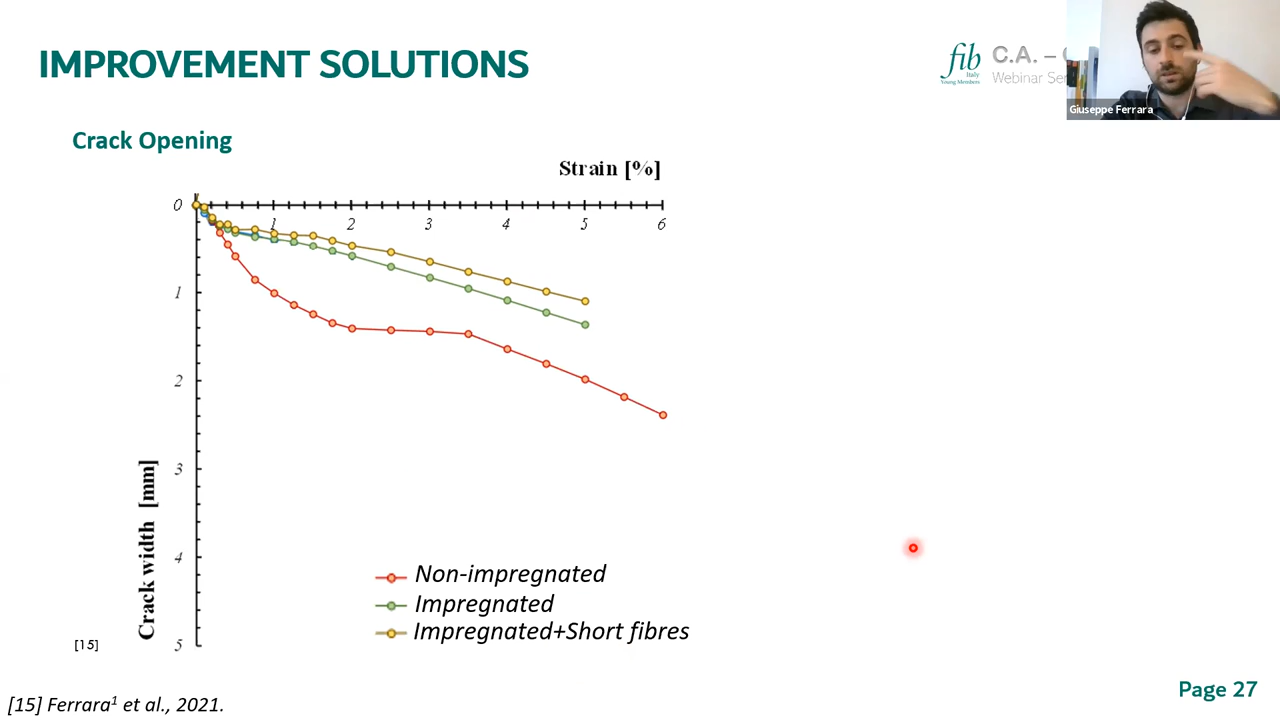 IMPROVEMENT SOLUTIONS
fib
Italy
Young Members
C.A. –
Webinar Ser
Giuseppe Ferrara
Crack Opening
Strain [%]
0
1
2
3
4
5
6
1
2
3
4
5
Crack width [mm]
Non-impregnated
Impregnated
Impregnated+Short fibres
[15]
[15] Ferrara¹ et al., 2021.
Page 27